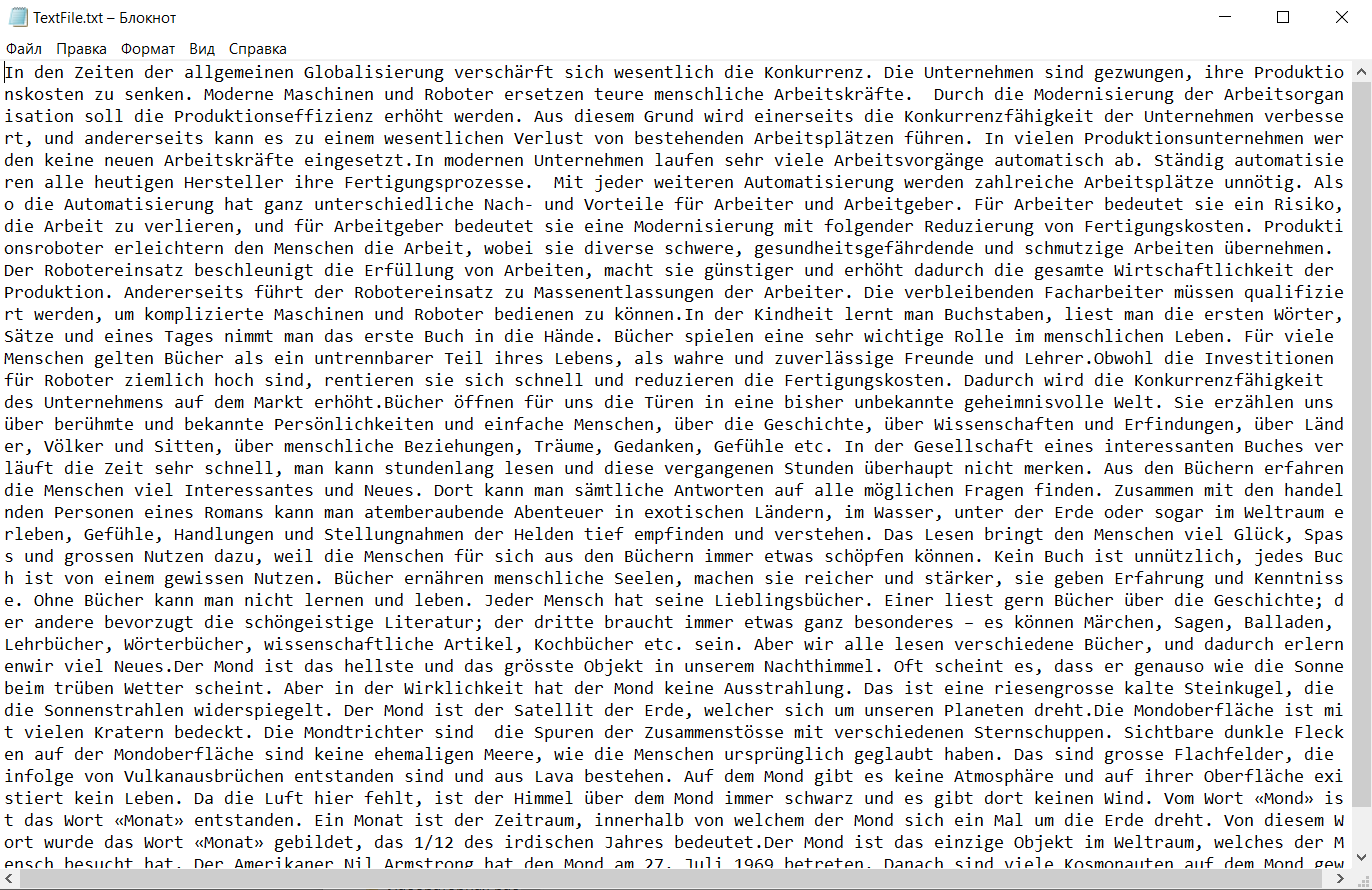 TextFile.txt – Блокнот
Файл Правка Формат Вид Справка
In den Zeiten der allgemeinen Globalisierung verschärft sich wesentlich die Konkurrenz. Die Unternehmen sind gezwungen, ihre Produktio
nskosten zu senken. Moderne Maschinen und Roboter ersetzen teure menschliche Arbeitskräfte.  Durch die Modernisierung der Arbeitsorgan
isation soll die Produktionseffizienz erhöht werden. Aus diesem Grund wird einerseits die Konkurrenzfähigkeit der Unternehmen verbesse
rt, und andererseits kann es zu einem wesentlichen Verlust von bestehenden Arbeitsplätzen führen. In vielen Produktionsunternehmen wer
den keine neuen Arbeitskräfte eingesetzt.In modernen Unternehmen laufen sehr viele Arbeitsvorgänge automatisch ab. Ständig automatisie
ren alle heutigen Hersteller ihre Fertigungsprozesse.  Mit jeder weiteren Automatisierung werden zahlreiche Arbeitsplätze unnötig. Als
o die Automatisierung hat ganz unterschiedliche Nach- und Vorteile für Arbeiter und Arbeitgeber. Für Arbeiter bedeutet sie ein Risiko,
die Arbeit zu verlieren, und für Arbeitgeber bedeutet sie eine Modernisierung mit folgender Reduzierung von Fertigungskosten. Produkti
onsroboter erleichtern den Menschen die Arbeit, wobei sie diverse schwere, gesundheitsgefährdende und schmutzige Arbeiten übernehmen.
Der Robotereinsatz beschleunigt die Erfüllung von Arbeiten, macht sie günstiger und erhöht dadurch die gesamte Wirtschaftlichkeit der
Produktion. Andererseits führt der Robotereinsatz zu Massenentlassungen der Arbeiter. Die verbleibenden Facharbeiter müssen qualifizie
rt werden, um komplizierte Maschinen und Roboter bedienen zu können.In der Kindheit lernt man Buchstaben, liest man die ersten Wörter,
Sätze und eines Tages nimmt man das erste Buch in die Hände. Bücher spielen eine sehr wichtige Rolle im menschlichen Leben. Für viele
Menschen gelten Bücher als ein untrennbarer Teil ihres Lebens, als wahre und zuverlässige Freunde und Lehrer.Obwohl die Investitionen
für Roboter ziemlich hoch sind, rentieren sie sich schnell und reduzieren die Fertigungskosten. Dadurch wird die Konkurrenzfähigkeit
des Unternehmens auf dem Markt erhöht.Bücher öffnen für uns die Türen in eine bisher unbekannte geheimnisvolle Welt. Sie erzählen uns
über berühmte und bekannte Persönlichkeiten und einfache Menschen, über die Geschichte, über Wissenschaften und Erfindungen, über Länd
er, Völker und Sitten, über menschliche Beziehungen, Träume, Gedanken, Gefühle etc. In der Gesellschaft eines interessanten Buches ver
läuft die Zeit sehr schnell, man kann stundenlang lesen und diese vergangenen Stunden überhaupt nicht merken. Aus den Büchern erfahren
die Menschen viel Interessantes und Neues. Dort kann man sämtliche Antworten auf alle möglichen Fragen finden. Zusammen mit den handel
nden Personen eines Romans kann man atemberaubende Abenteuer in exotischen Ländern, im Wasser, unter der Erde oder sogar im Weltraum e
rleben, Gefühle, Handlungen und Stellungnahmen der Helden tief empfinden und verstehen. Das Lesen bringt den Menschen viel Glück, Spas
s und grossen Nutzen dazu, weil die Menschen für sich aus den Büchern immer etwas schöpfen können. Kein Buch ist unnützlich, jedes Buc
h ist von einem gewissen Nutzen. Bücher ernähren menschliche Seelen, machen sie reicher und stärker, sie geben Erfahrung und Kenntniss
e. Ohne Bücher kann man nicht lernen und leben. Jeder Mensch hat seine Lieblingsbücher. Einer liest gern Bücher über die Geschichte; d
er andere bevorzugt die schöngeistige Literatur; der dritte braucht immer etwas ganz besonderes – es können Märchen, Sagen, Balladen,
Lehrbücher, Wörterbücher, wissenschaftliche Artikel, Kochbücher etc. sein. Aber wir alle lesen verschiedene Bücher, und dadurch erlern
enwir viel Neues.Der Mond ist das hellste und das grösste Objekt in unserem Nachthimmel. Oft scheint es, dass er genauso wie die Sonne
beim trüben Wetter scheint. Aber in der Wirklichkeit hat der Mond keine Ausstrahlung. Das ist eine riesengrosse kalte Steinkugel, die
die Sonnenstrahlen widerspiegelt. Der Mond ist der Satellit der Erde, welcher sich um unseren Planeten dreht.Die Mondoberfläche ist mi
t vielen Kratern bedeckt. Die Mondtrichter sind  die Spuren der Zusammenstösse mit verschiedenen Sternschuppen. Sichtbare dunkle Fleck
en auf der Mondoberfläche sind keine ehemaligen Meere, wie die Menschen ursprünglich geglaubt haben. Das sind grosse Flachfelder, die
infolge von Vulkanausbrüchen entstanden sind und aus Lava bestehen. Auf dem Mond gibt es keine Atmosphäre und auf ihrer Oberfläche exi
stiert kein Leben. Da die Luft hier fehlt, ist der Himmel über dem Mond immer schwarz und es gibt dort keinen Wind. Vom Wort «Mond» is
t das Wort «Monat» entstanden. Ein Monat ist der Zeitraum, innerhalb von welchem der Mond sich ein Mal um die Erde dreht. Von diesem W
ort wurde das Wort «Monat» gebildet, das 1/12 des irdischen Jahres bedeutet.Der Mond ist das einzige Objekt im Weltraum, welches der M
ensch besucht hat. Der Amerikaner Nil Armstrong hat den Mond am 27. Juli 1969 betreten. Danach sind viele Kosmonauten auf dem Mond gew